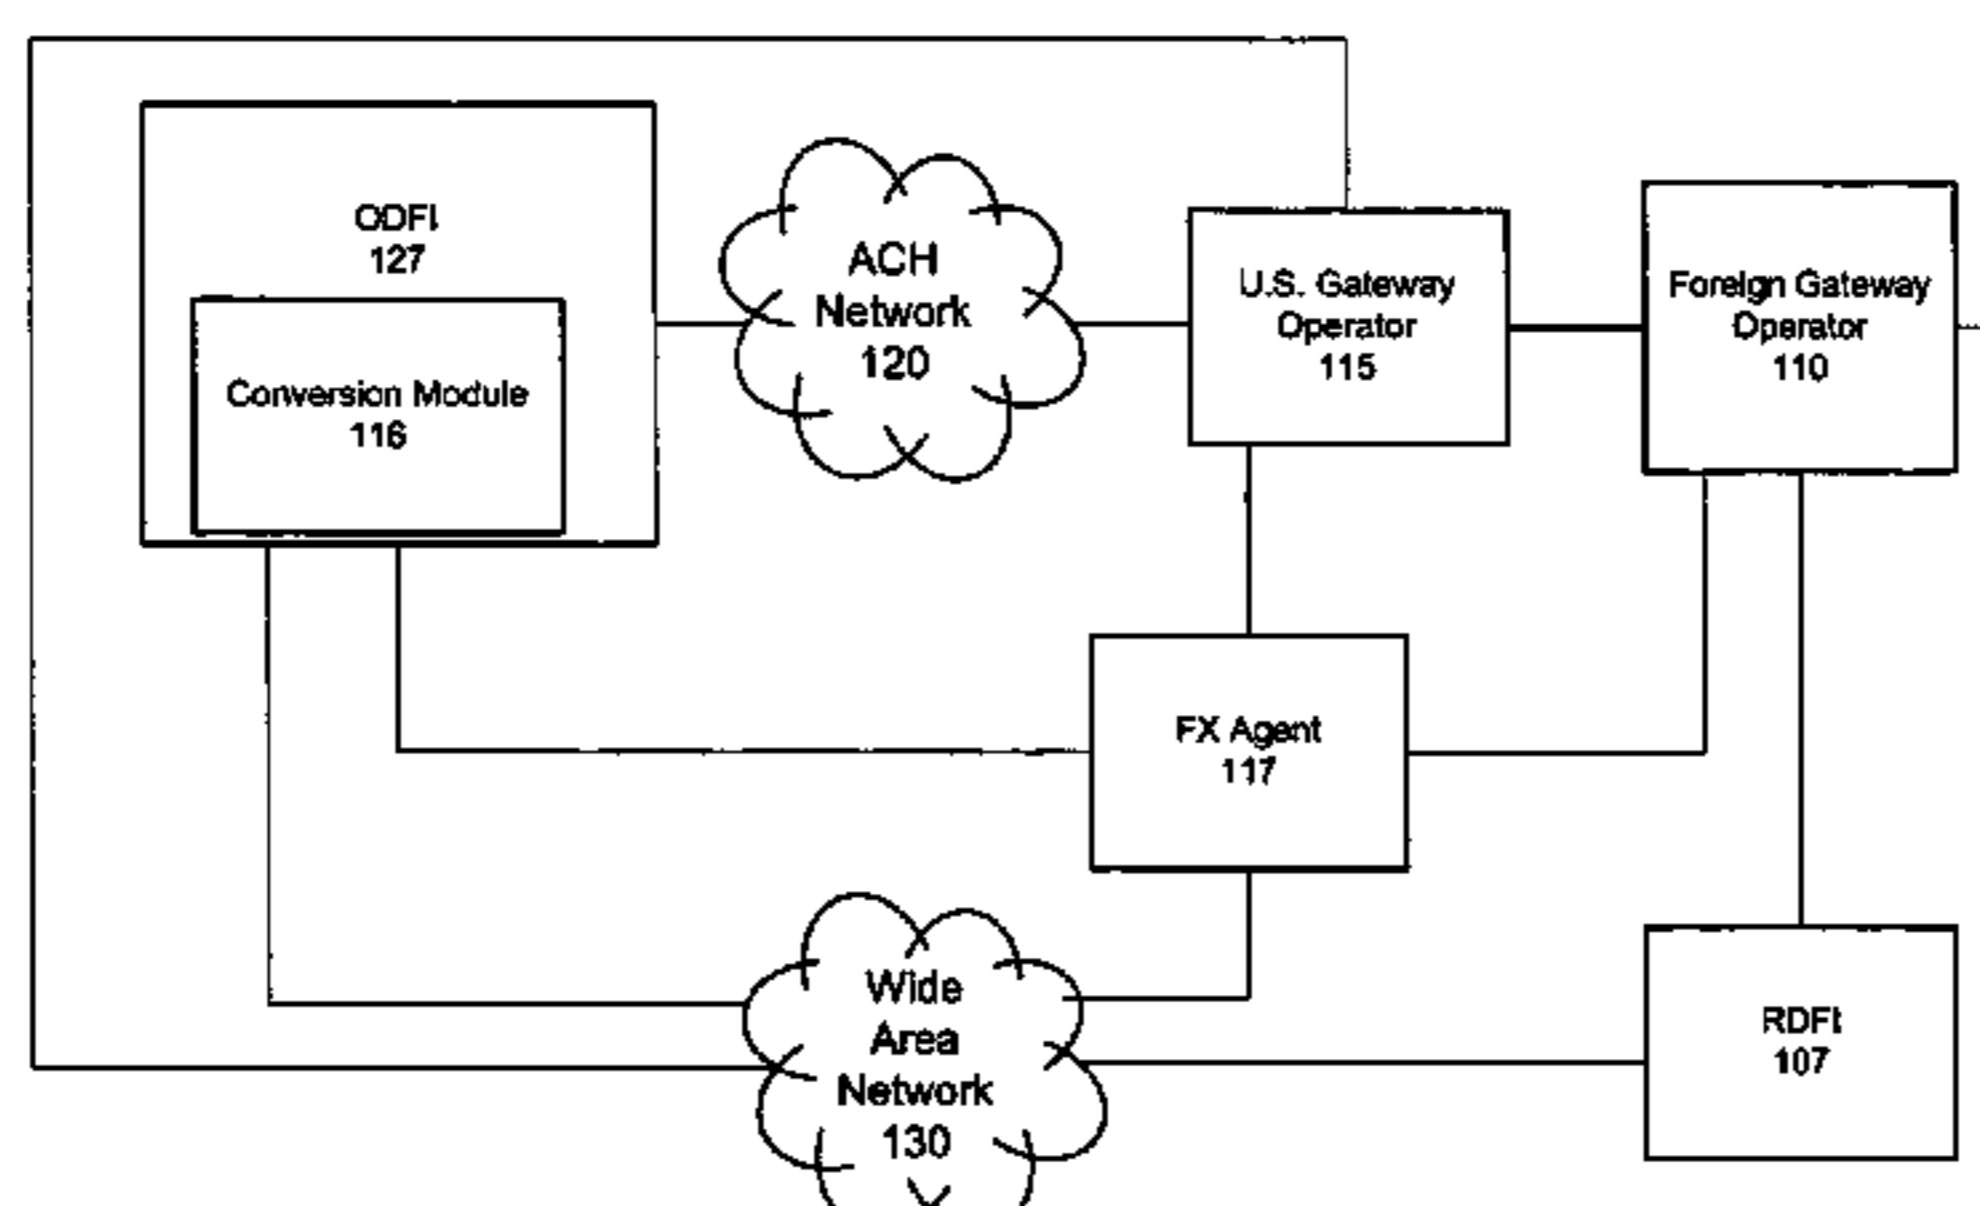 ODFI
127
Conversion Module
116
ACH
Network
120
U.S. Gateway
Operator
115
Foreign Gateway
Operator
110
FX Agent
117
Wide
Area
Network
130
RDFI
107